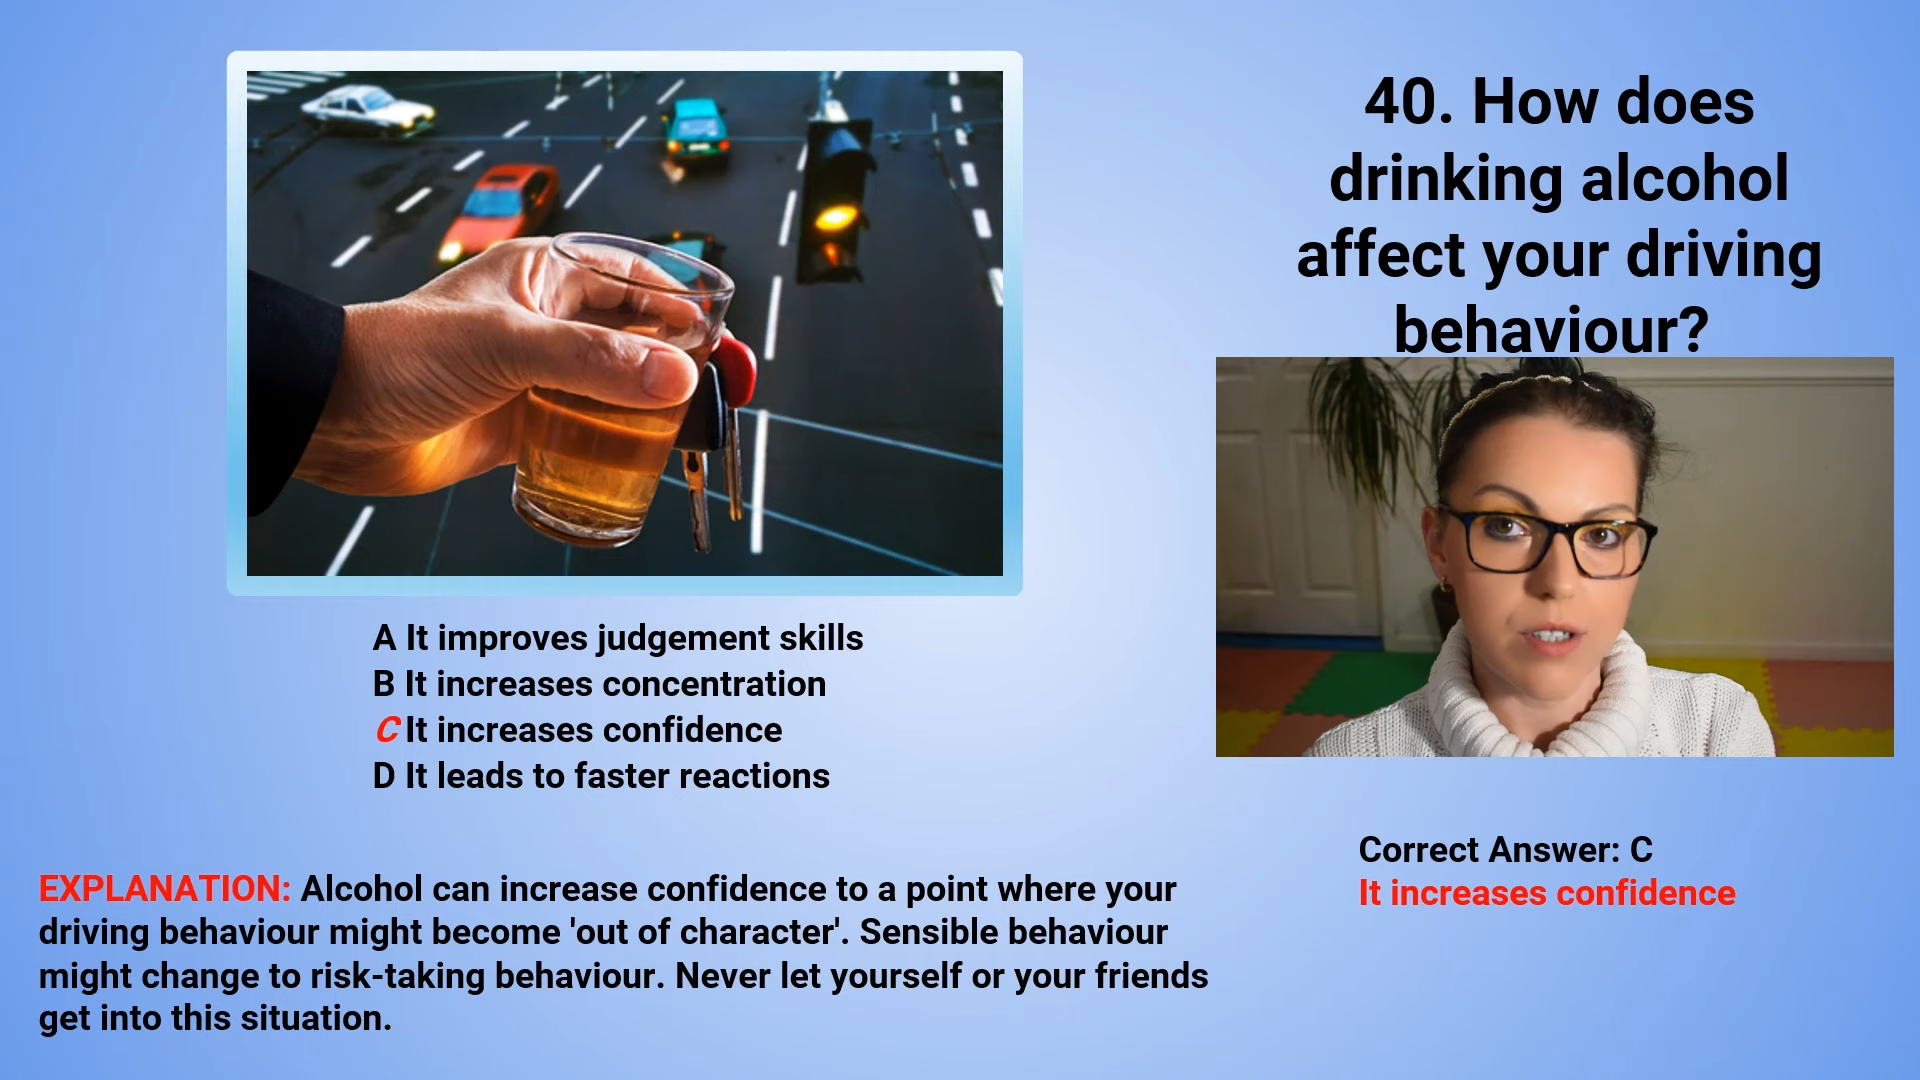 40. How does
drinking alcohol
affect your driving
behaviour?
A It improves judgement skills
B It increases concentration
C It increases confidence
D It leads to faster reactions
Correct Answer: C
It increases confidence
EXPLANATION: Alcohol can increase confidence to a point where your
driving behaviour might become 'out of character'. Sensible behaviour
might change to risk-taking behaviour. Never let yourself or your friends
get into this situation.